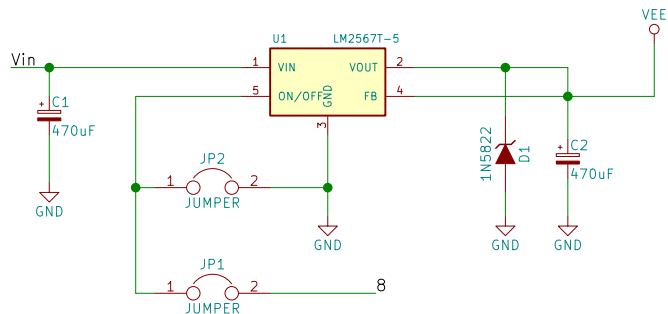 VEE
U1 LM2567T-5
Vin 1 VIN VOUT 2
5 ON/OFF GND FB 4
3
C1
470uF
1N5822
D1
C2
470uF
JP2
1 2
JUMPER
GND
GND
GND
GND
JP1
1 2
JUMPER
8